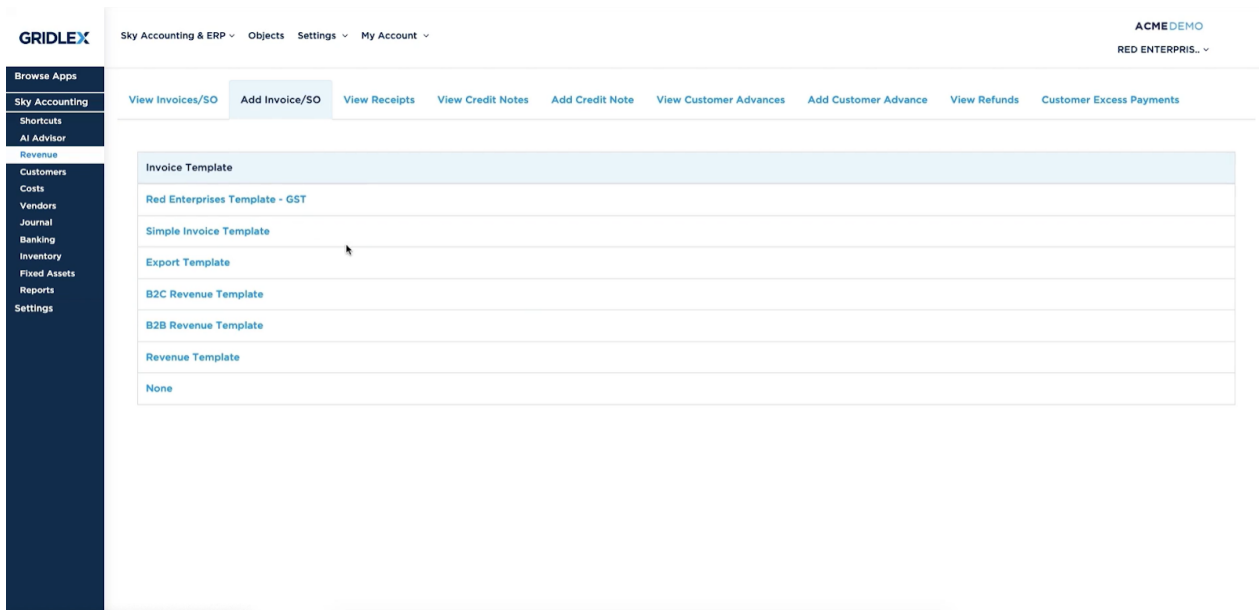 GRIDLEX
Sky Accounting & ERP Objects Settings My Account
ACMEDEMO
RED ENTERPRIS..
Browse Apps
Sky Accounting
Shortcuts
AI Advisor
Revenue
Customers
Costs
Vendors
Journal
Banking
Inventory
Fixed Assets
Reports
Settings
View Invoices/SO Add Invoice/SO View Receipts View Credit Notes Add Credit Note View Customer Advances Add Customer Advance View Refunds Customer Excess Payments
Invoice Template
Red Enterprises Template - GST
Simple Invoice Template
Export Template
B2C Revenue Template
B2B Revenue Template
Revenue Template
None